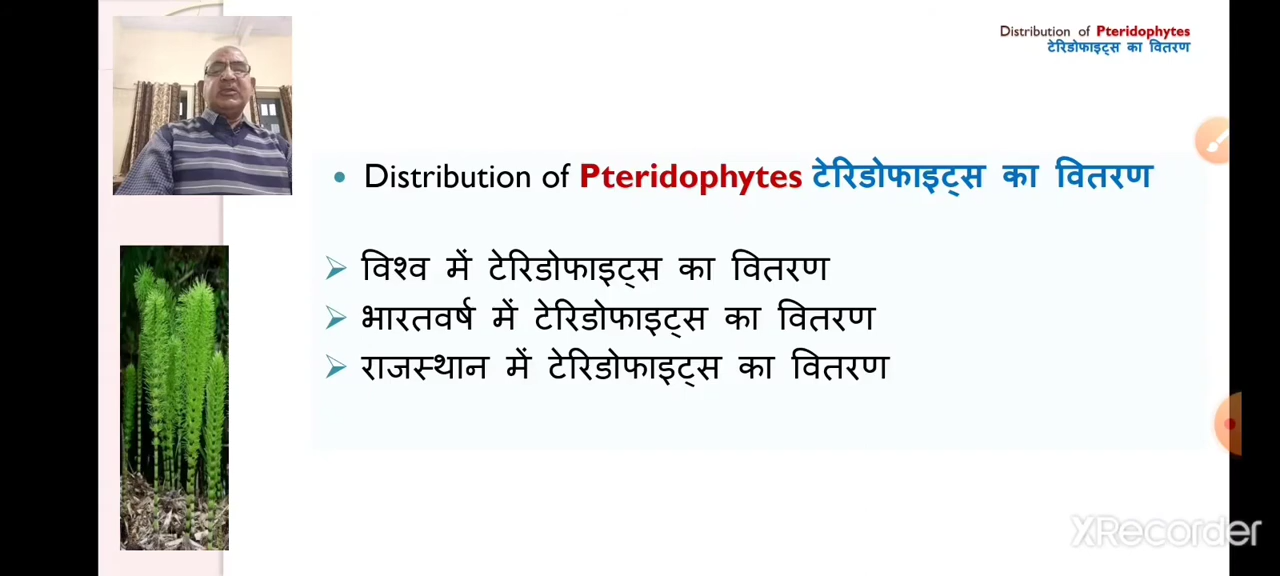 Distribution of Pteridophytes
टेरिडोफाइट्स का वितरण
• Distribution of Pteridophytes टेरिडोफाइट्स का वितरण
➢ विश्व में टेरिडोफाइट्स का वितरण
➢ भारतवर्ष में टेरिडोफाइट्स का वितरण
➢ राजस्थान में टेरिडोफाइट्स का वितरण
XRecorder